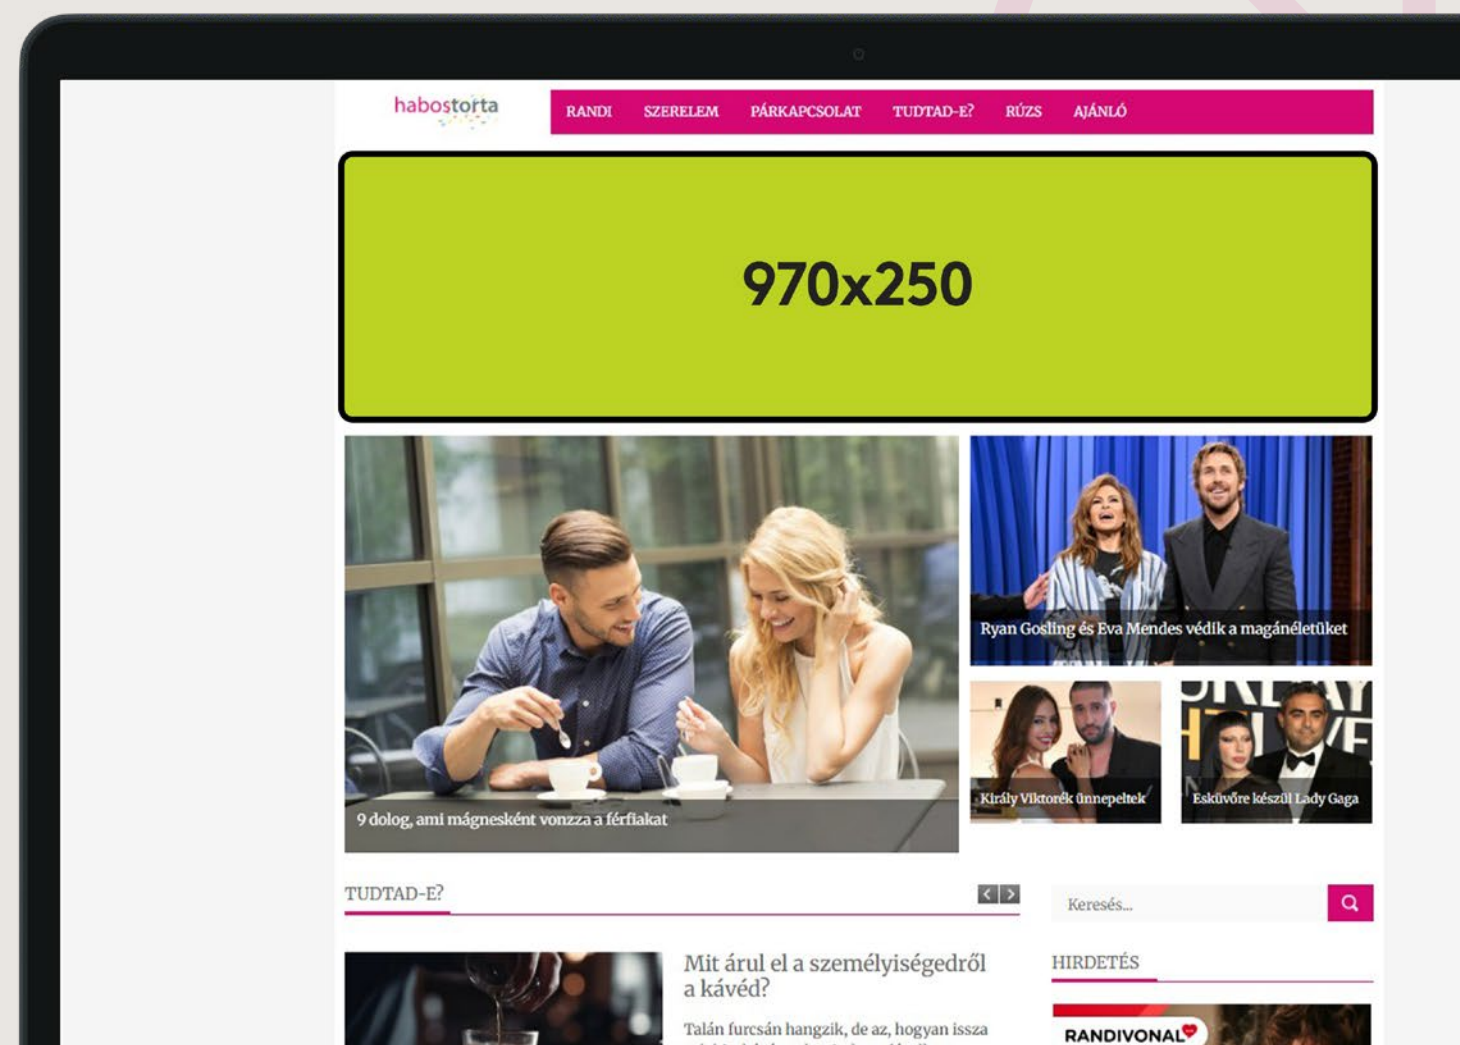 habostorta
RANDI SZERELEM PÁRKAPCSOLAT TUDTAD-E? RÚZS AJÁNLÓ
970x250
Ryan Gosling és Eva Mendes védik a magánéletüket
Király Viktorék ünnepeltek
Esküvőre készül Lady Gaga
9 dolog, ami mágnesként vonzza a férfiakat
TUDTAD-E?
Keresés...
Mit árul el a személyiségedről
a kávéd?
Talán furcsán hangzik, de az, hogyan issza
HIRDETÉS
RANDIVONAL